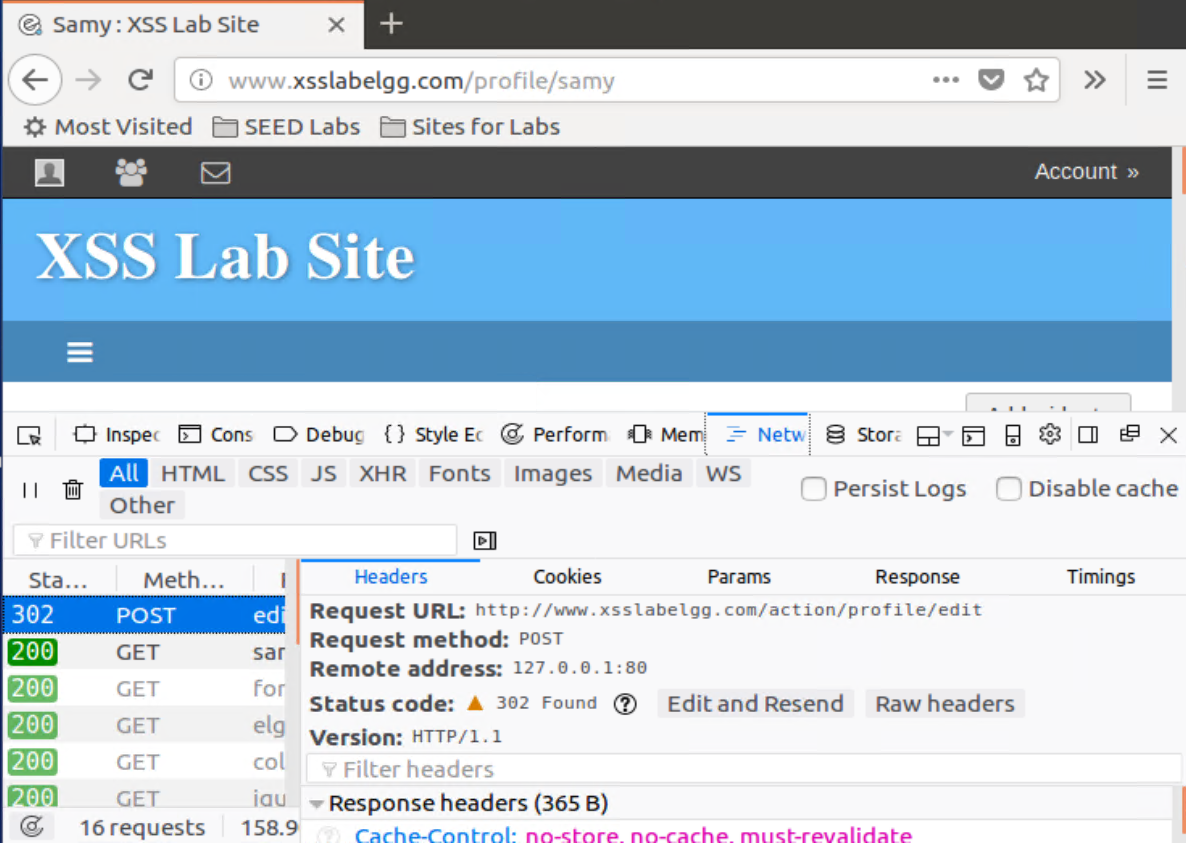 Samy : XSS Lab Site
www.xsslabelgg.com/profile/samy
Most Visited SEED Labs Sites for Labs
Account »
XSS Lab Site
Inspec Cons Debug {} Style Ec Perform Mem Netw Stora
All HTML CSS JS XHR Fonts Images Media WS
Other
Persist Logs Disable cache
Filter URLs
Sta... Meth...
Headers Cookies Params Response Timings
302 POST edi
200 GET sar
200 GET for
200 GET elg
200 GET col
200 GET jqu
Request URL: http://www.xsslabelgg.com/action/profile/edit
Request method: POST
Remote address: 127.0.0.1:80
Status code: 302 Found Edit and Resend Raw headers
Version: HTTP/1.1
Filter headers
Response headers (365 B)
Cache-Control: no-store, no-cache, must-revalidate
16 requests 158.9